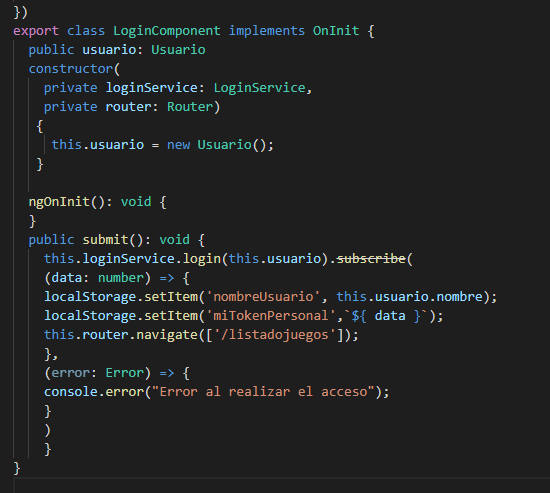 })
export class LoginComponent implements OnInit {
  public usuario: Usuario
  constructor(
    private loginService: LoginService,
    private router: Router)
   {
     this.usuario = new Usuario();
   }
  ngOnInit(): void {
  }
  public submit(): void {
    this.loginService.login(this.usuario).subscribe(
    (data: number) => {
    localStorage.setItem('nombreUsuario', this.usuario.nombre);
    localStorage.setItem('miTokenPersonal',`${ data }`);
    this.router.navigate(['/listadojuegos']);
    },
    (error: Error) => {
    console.error("Error al realizar el acceso");
    }
    )
    }
}